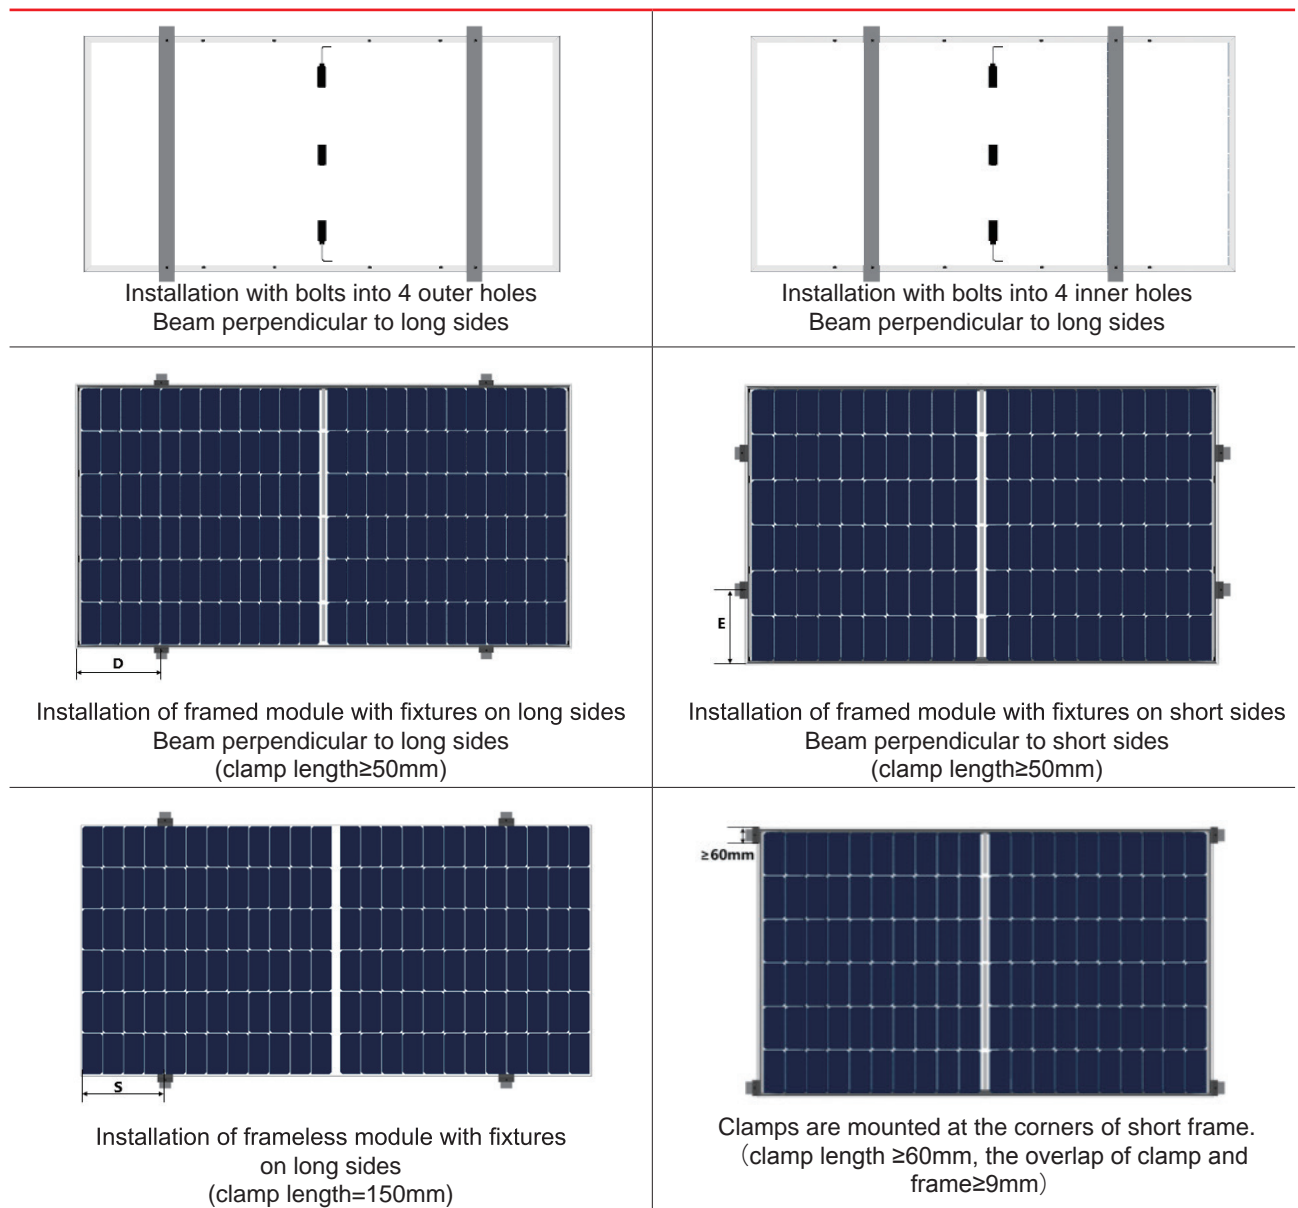 Installation with bolts into 4 outer holes
Beam perpendicular to long sides
Installation with bolts into 4 inner holes
Beam perpendicular to long sides
D
Installation of framed module with fixtures on long sides
Beam perpendicular to long sides
(clamp length≥50mm)
E
Installation of framed module with fixtures on short sides
Beam perpendicular to short sides
(clamp length≥50mm)
S
Installation of frameless module with fixtures
on long sides
(clamp length=150mm)
≥60mm
Clamps are mounted at the corners of short frame.
（clamp length ≥60mm, the overlap of clamp and
frame≥9mm）